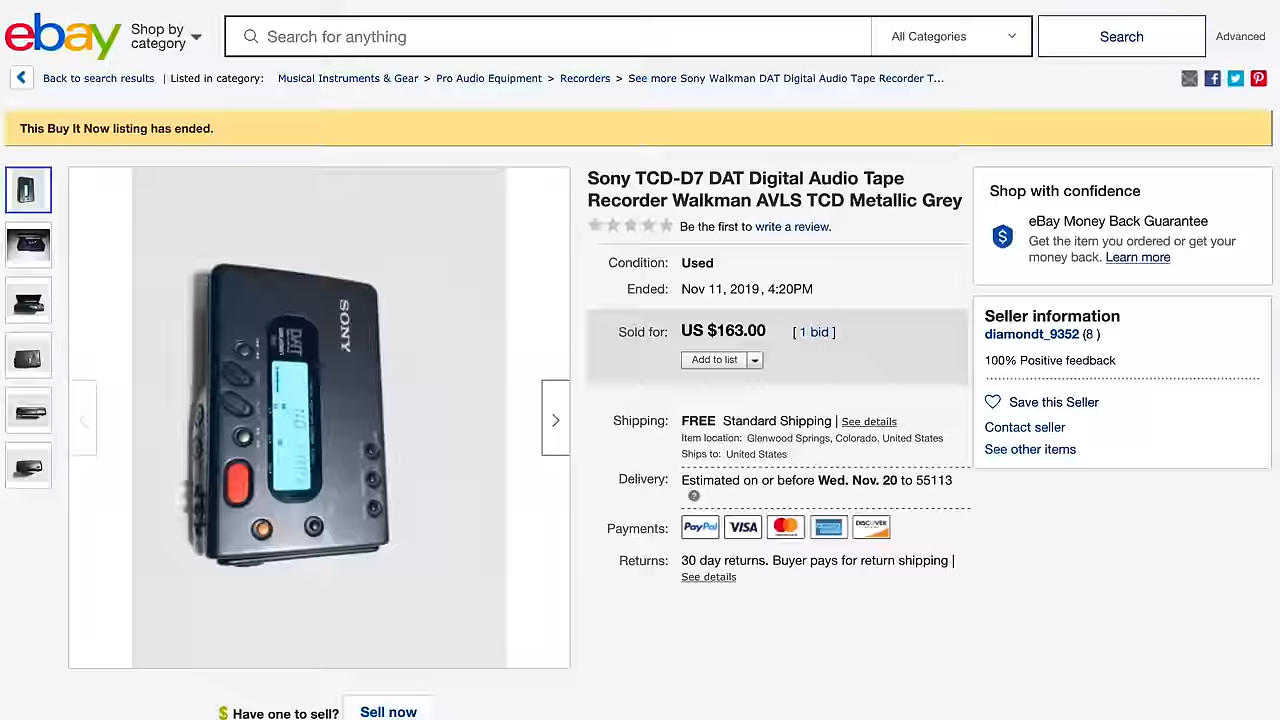 ebay
Shop by category
Search for anything
All Categories
Search
Advanced
Back to search results | Listed in category: Musical Instruments & Gear > Pro Audio Equipment > Recorders > See more Sony Walkman DAT Digital Audio Tape Recorder T...
This Buy It Now listing has ended.
SONY
DAT
Sony TCD-D7 DAT Digital Audio Tape
Recorder Walkman AVLS TCD Metallic Grey
Be the first to write a review.
Condition: Used
Ended: Nov 11, 2019 , 4:20PM
Sold for: US $163.00 [ 1 bid ]
Add to list
Shipping: FREE Standard Shipping | See details
Item location: Glenwood Springs, Colorado, United States
Ships to: United States
Delivery: Estimated on or before Wed. Nov. 20 to 55113
Payments: PayPal VISA MasterCard DISCOVER
Returns: 30 day returns. Buyer pays for return shipping |
See details
Shop with confidence
eBay Money Back Guarantee
Get the item you ordered or get your
money back. Learn more
Seller information
diamondt_9352 (8 )
100% Positive feedback
Save this Seller
Contact seller
See other items
$ Have one to sell? Sell now